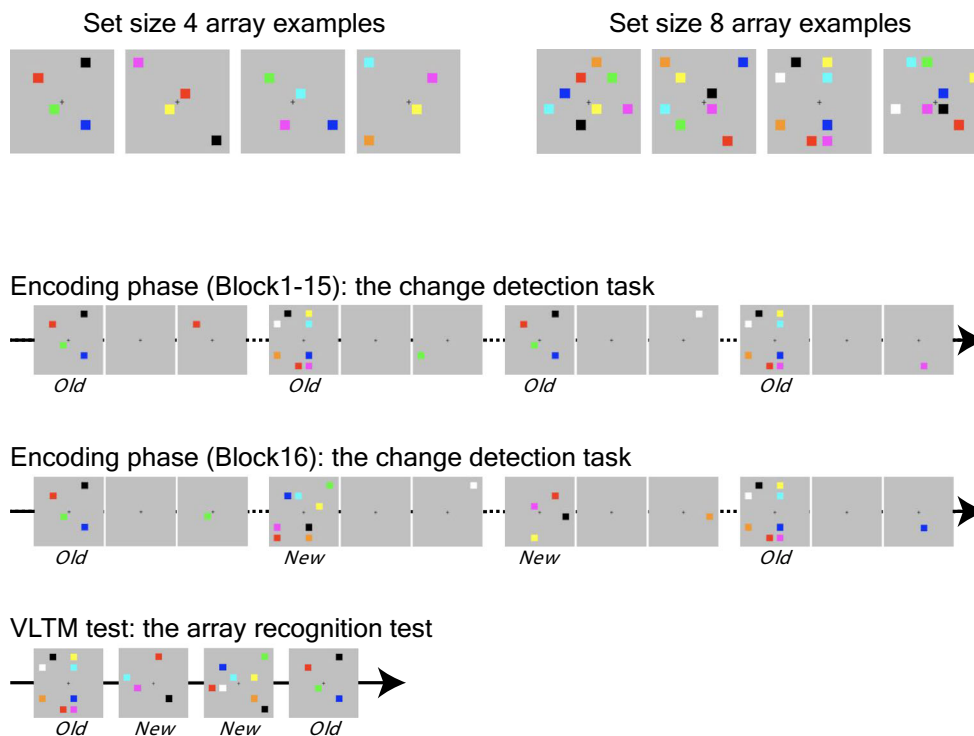 Set size 4 array examples
Set size 8 array examples
Encoding phase (Block1-15): the change detection task
Old
Old
Old
Old
Encoding phase (Block16): the change detection task
Old
New
New
Old
VLTM test: the array recognition test
Old
New
New
Old